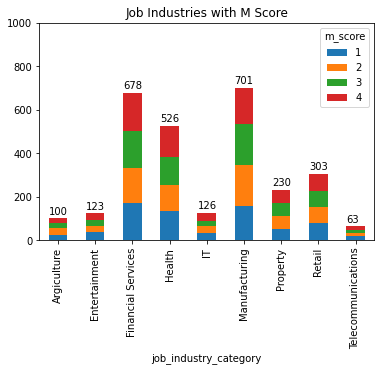 Job Industries with M Score
1000
800
600
400
200
0
m_score
1
2
3
4
100
123
678
526
126
701
230
303
63
Argiculture
Entertainment
Financial Services
Health
IT
Manufacturing
Property
Retail
Telecommunications
job_industry_category